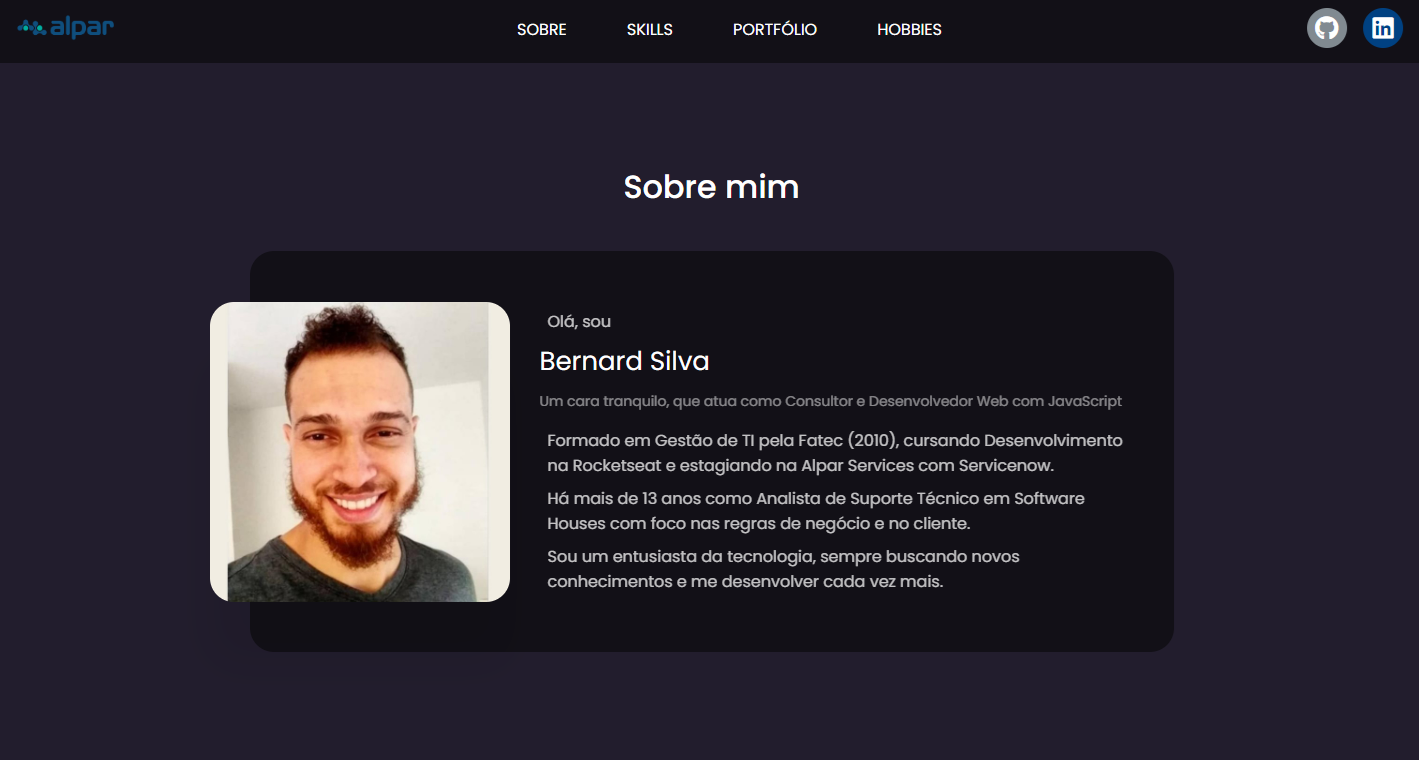 alpar
SOBRE
SKILLS
PORTFÓLIO
HOBBIES
in
Sobre mim
Olá, sou
Bernard Silva
Um cara tranquilo, que atua como Consultor e Desenvolvedor Web com JavaScript
Formado em Gestão de TI pela Fatec (2010), cursando Desenvolvimento
na Rocketseat e estagiando na Alpar Services com Servicenow.
Há mais de 13 anos como Analista de Suporte Técnico em Software
Houses com foco nas regras de negócio e no cliente.
Sou um entusiasta da tecnologia, sempre buscando novos
conhecimentos e me desenvolver cada vez mais.